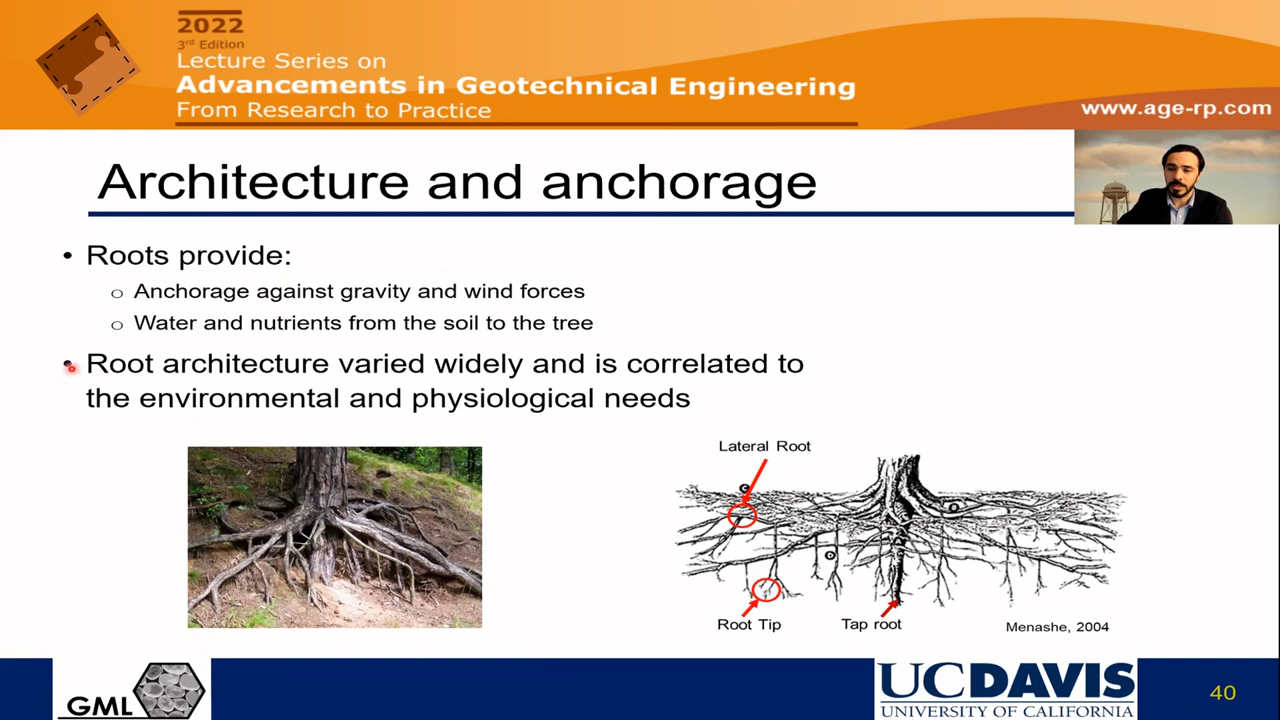 2022
3rd Edition
Lecture Series on
Advancements in Geotechnical Engineering
From Research to Practice
www.age-rp.com
Architecture and anchorage
• Roots provide:
o Anchorage against gravity and wind forces
o Water and nutrients from the soil to the tree
• Root architecture varied widely and is correlated to
the environmental and physiological needs
Lateral Root
Root Tip
Tap root
Menashe, 2004
GML
UCDAVIS
UNIVERSITY OF CALIFORNIA
40